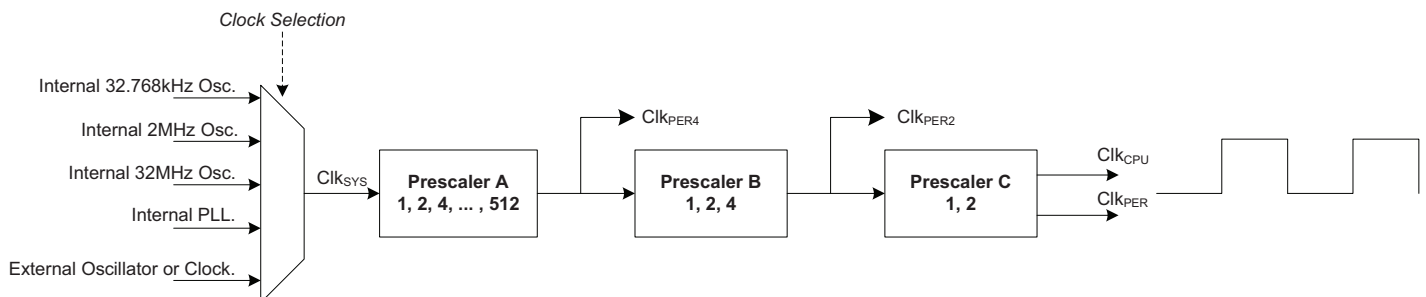 Clock Selection
Internal 32.768kHz Osc.
Internal 2MHz Osc.
Internal 32MHz Osc.
Internal PLL.
External Oscillator or Clock.
ClkSYS
Prescaler A
1, 2, 4, ... , 512
ClkPER4
Prescaler B
1, 2, 4
ClkPER2
Prescaler C
1, 2
ClkCPU
ClkPER